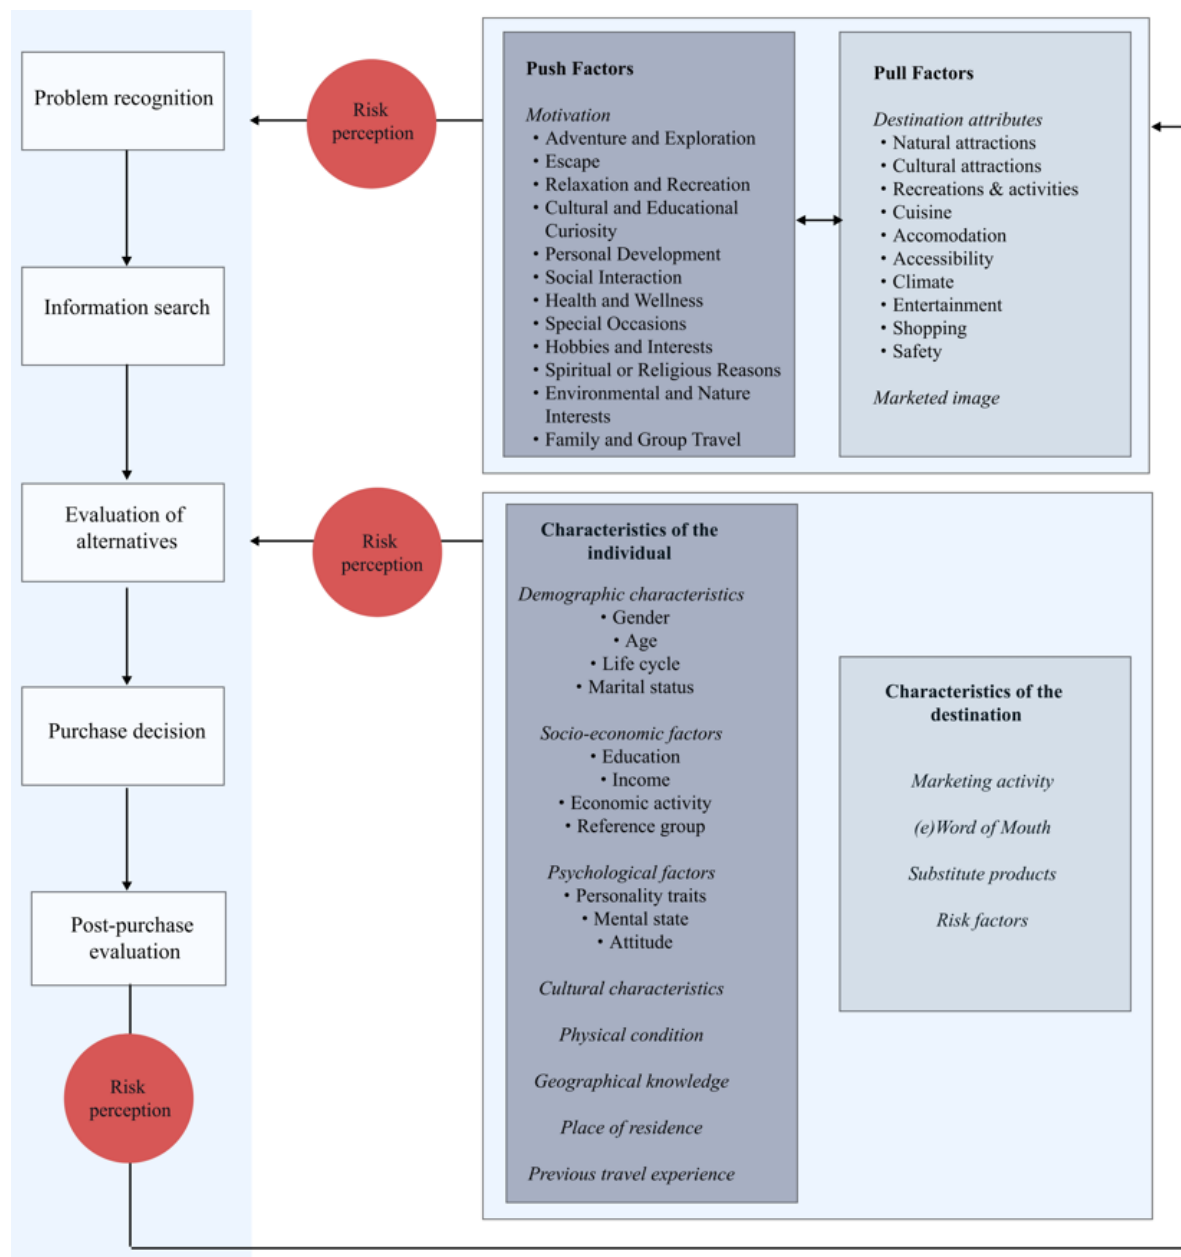 Problem recognition
Information search
Evaluation of
alternatives
Purchase decision
Post-purchase
evaluation
Risk
perception
Risk
perception
Risk
perception
Push Factors
Motivation
• Adventure and Exploration
• Escape
• Relaxation and Recreation
• Cultural and Educational
Curiosity
• Personal Development
• Social Interaction
• Health and Wellness
• Special Occasions
• Hobbies and Interests
• Spiritual or Religious Reasons
• Environmental and Nature
Interests
• Family and Group Travel
Pull Factors
Destination attributes
• Natural attractions
• Cultural attractions
• Recreations & activities
• Cuisine
• Accomodation
• Accessibility
• Climate
• Entertainment
• Shopping
• Safety
Marketed image
Characteristics of the
individual
Demographic characteristics
• Gender
• Age
• Life cycle
• Marital status
Socio-economic factors
• Education
• Income
• Economic activity
• Reference group
Psychological factors
• Personality traits
• Mental state
• Attitude
Cultural characteristics
Physical condition
Geographical knowledge
Place of residence
Previous travel experience
Characteristics of the
destination
Marketing activity
(e)Word of Mouth
Substitute products
Risk factors